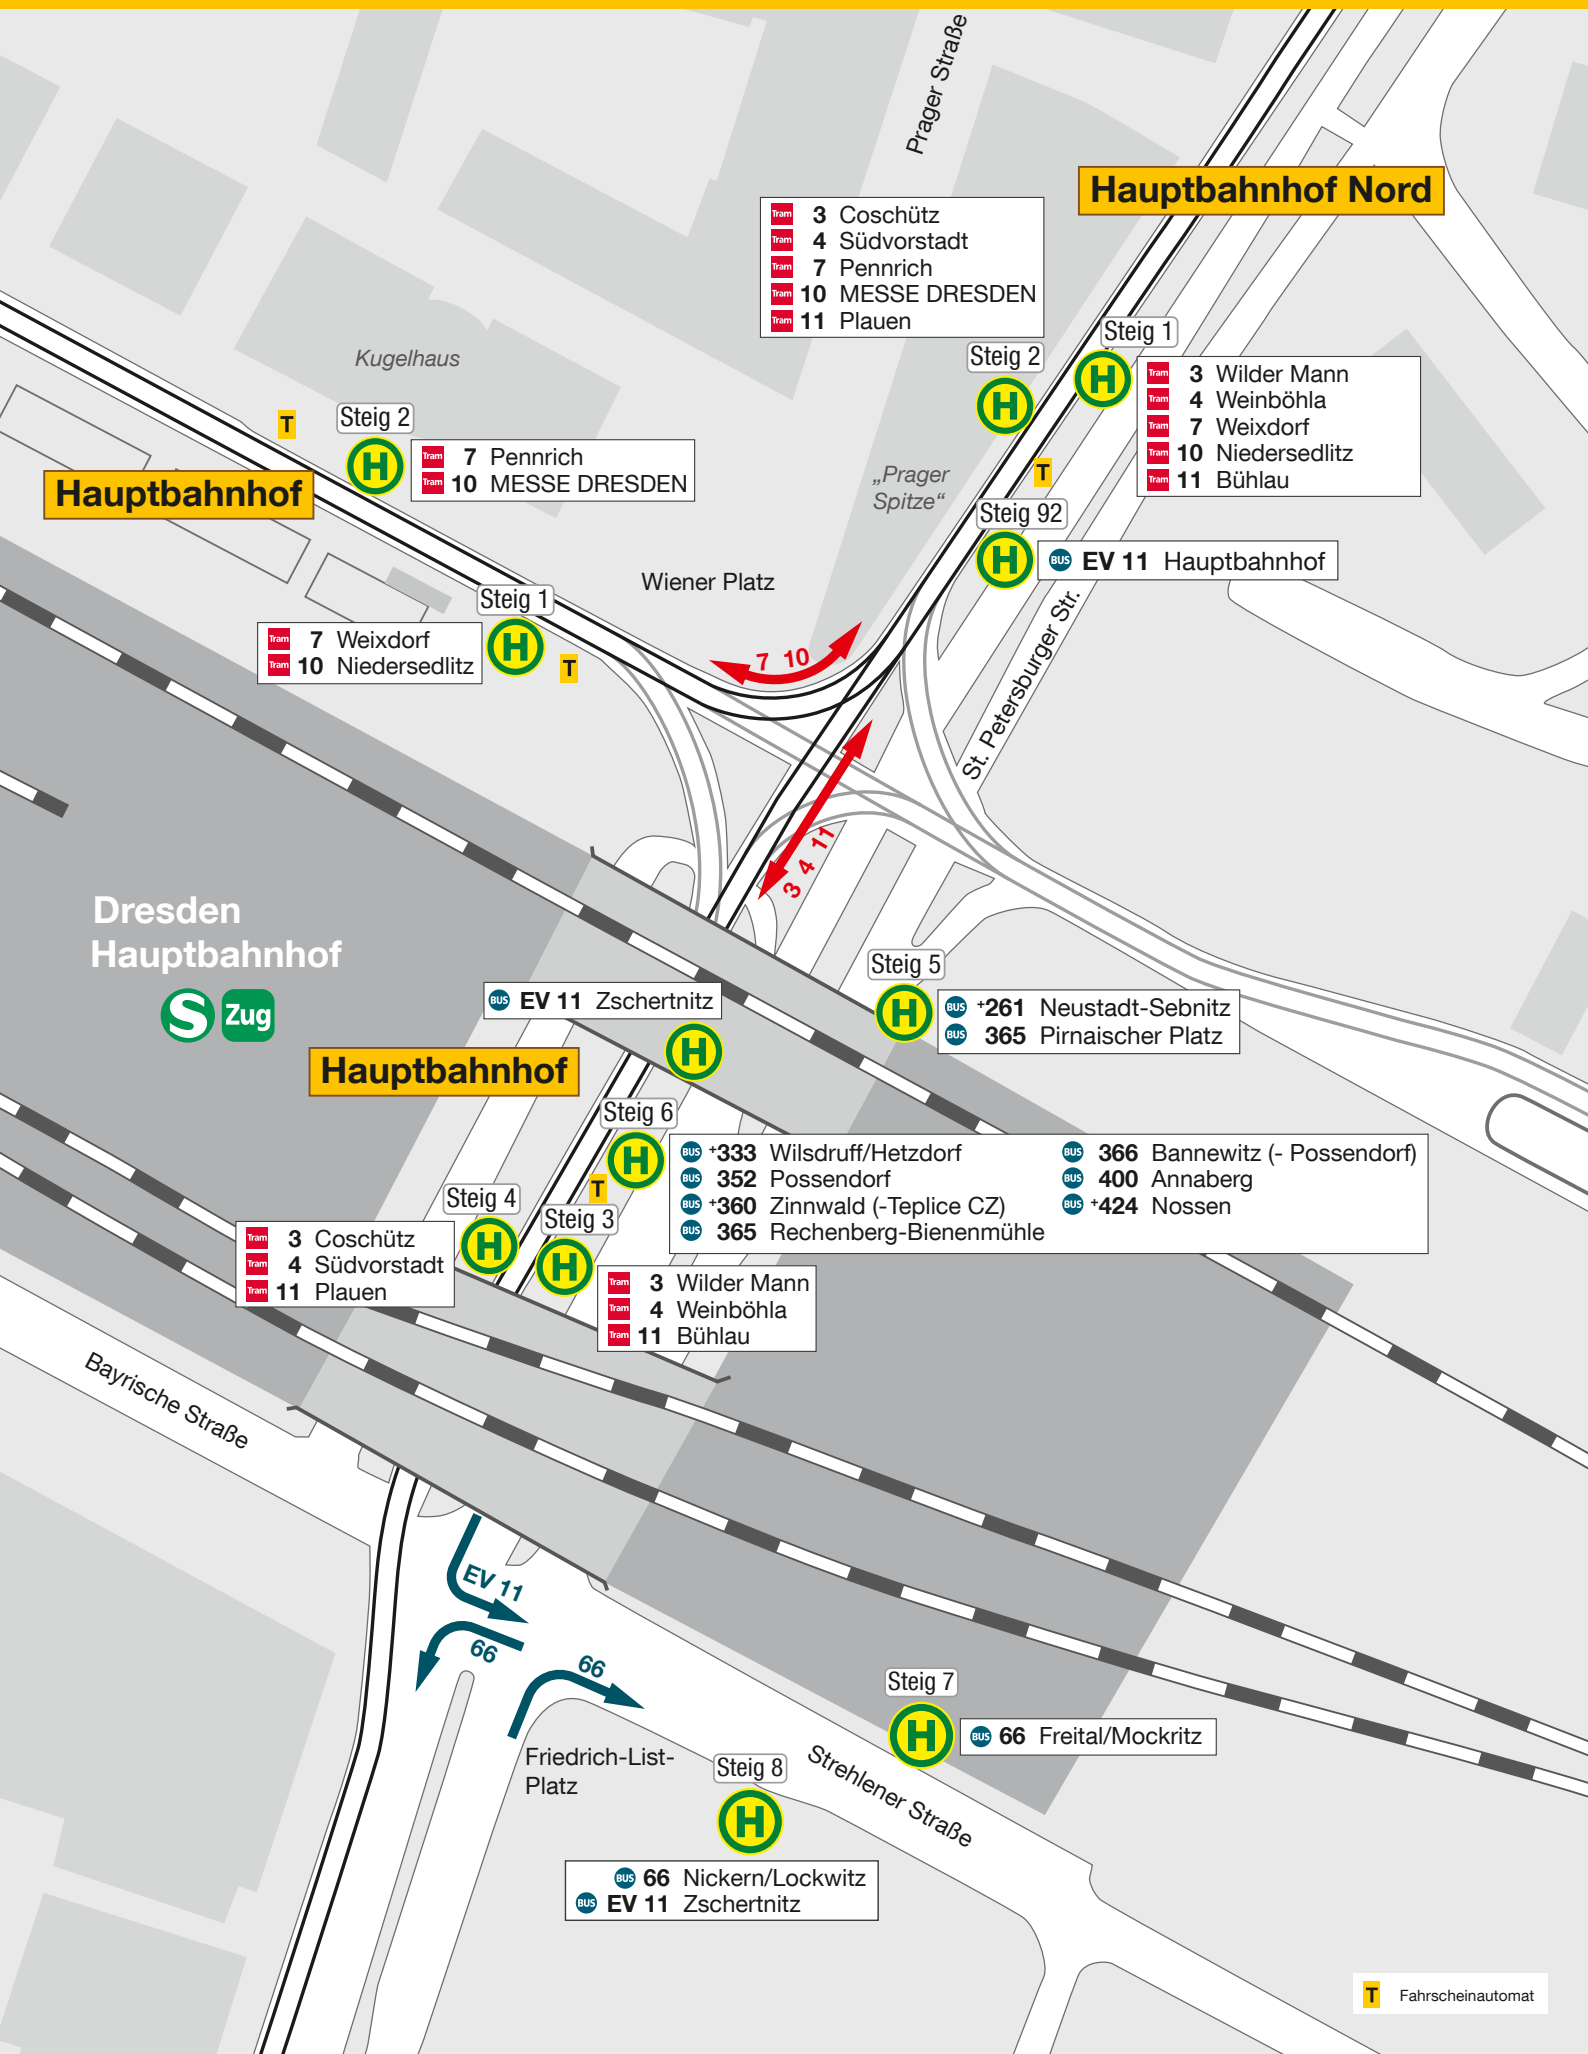 Prager Straße
Hauptbahnhof Nord
Tram 3 Coschütz
Tram 4 Südvorstadt
Tram 7 Pennrich
Tram 10 MESSE DRESDEN
Tram 11 Plauen
Steig 1
H
Steig 2
H
Tram 3 Wilder Mann
Tram 4 Weinböhla
Tram 7 Weixdorf
Tram 10 Niedersedlitz
Tram 11 Bühlau
Kugelhaus
T
Steig 2
H
Tram 7 Pennrich
Tram 10 MESSE DRESDEN
Hauptbahnhof
„Prager
Spitze“
T
Steig 92
H
BUS EV 11 Hauptbahnhof
Wiener Platz
Steig 1
H
Tram 7 Weixdorf
Tram 10 Niedersedlitz
T
7 10
St. Petersburger Str.
3 4 11
Dresden
Hauptbahnhof
S Zug
Steig 5
H
BUS +261 Neustadt-Sebnitz
BUS 365 Pirnaischer Platz
BUS EV 11 Zschertnitz
H
Hauptbahnhof
Steig 6
H
BUS +333 Wilsdruff/Hetzdorf
BUS 352 Possendorf
BUS +360 Zinnwald (-Teplice CZ)
BUS 365 Rechenberg-Bienenmühle
BUS 366 Bannewitz (- Possendorf)
BUS 400 Annaberg
BUS +424 Nossen
T
Steig 4
H
Steig 3
H
Tram 3 Coschütz
Tram 4 Südvorstadt
Tram 11 Plauen
Tram 3 Wilder Mann
Tram 4 Weinböhla
Tram 11 Bühlau
Bayrische Straße
EV 11
66
66
Steig 7
H
BUS 66 Freital/Mockritz
Friedrich-List-
Platz
Strehlener Straße
Steig 8
H
BUS 66 Nickern/Lockwitz
BUS EV 11 Zschertnitz
T Fahrscheinautomat